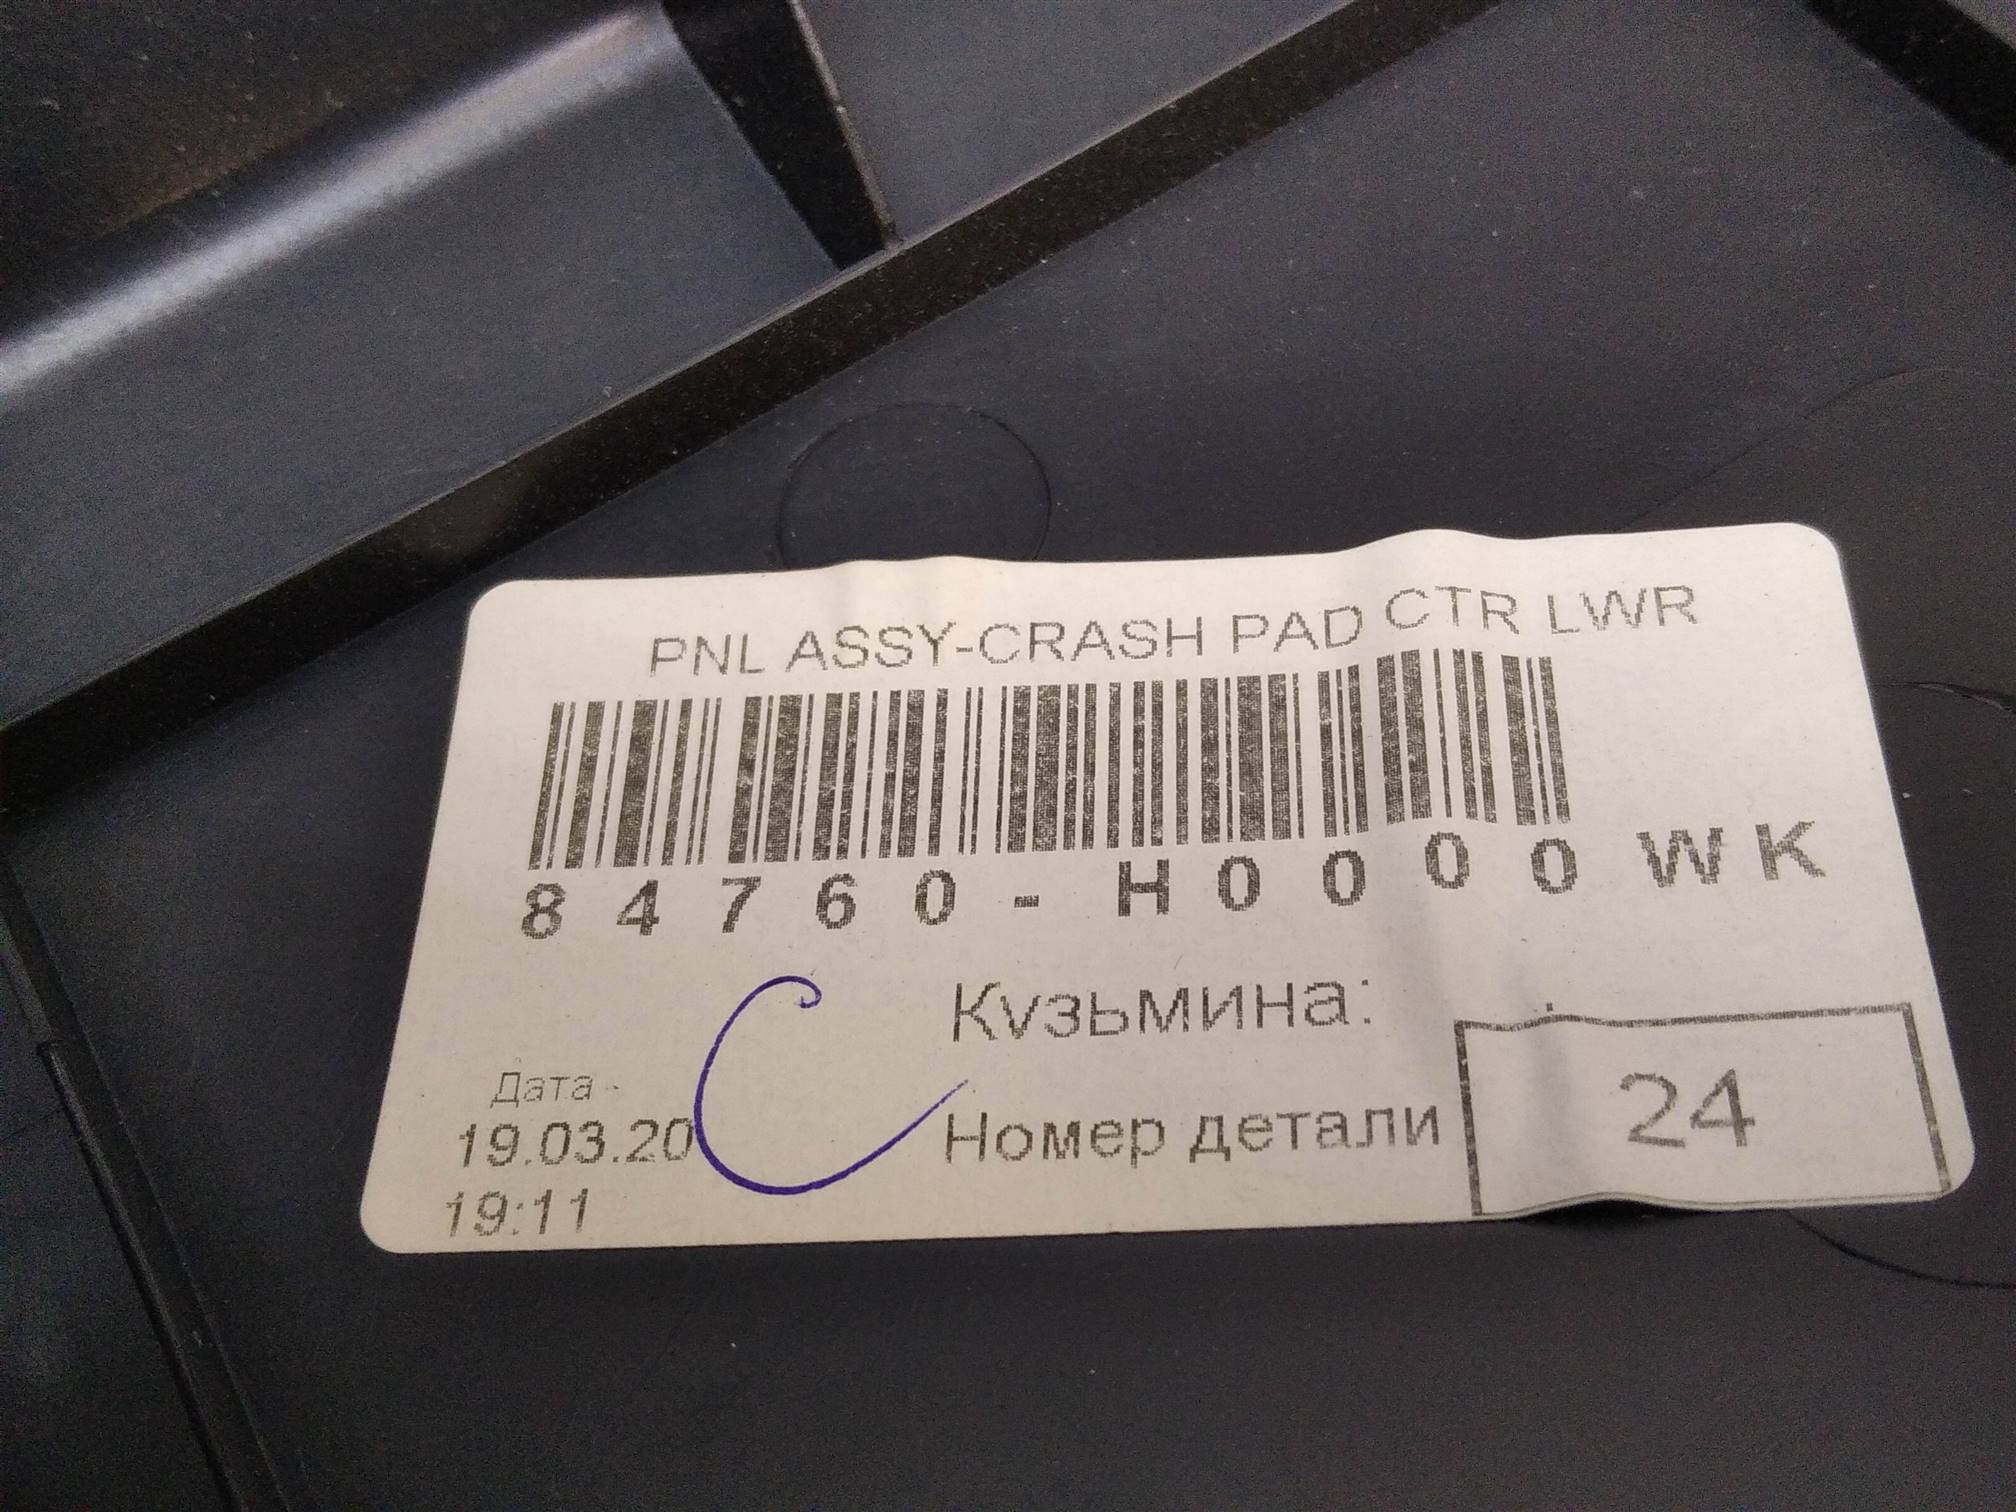 PNL ASSY-CRASH PAD CTR LWR
84760-H0000WK
Кузьмина:
Дата
19.03.20
Номер детали
24
19:11